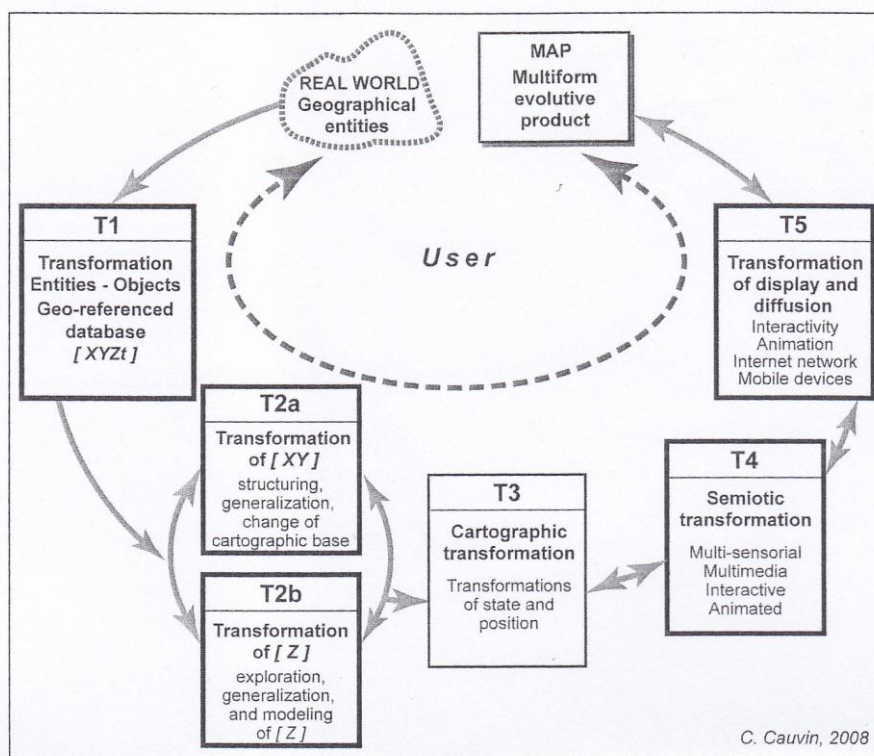 REAL WORLD
Geographical
entities
MAP
Multiform
evolutive
product
User
T1
Transformation
Entities - Objects
Geo-referenced
database
[ XYZt ]
T2a
Transformation
of [ XY ]
structuring,
generalization,
change of
cartographic base
T2b
Transformation
of [ Z ]
exploration,
generalization,
and modeling
of [ Z ]
T3
Cartographic
transformation
Transformations
of state and
position
T4
Semiotic
transformation
Multi-sensorial
Multimedia
Interactive
Animated
T5
Transformation
of display and
diffusion
Interactivity
Animation
Internet network
Mobile devices
C. Cauvin, 2008